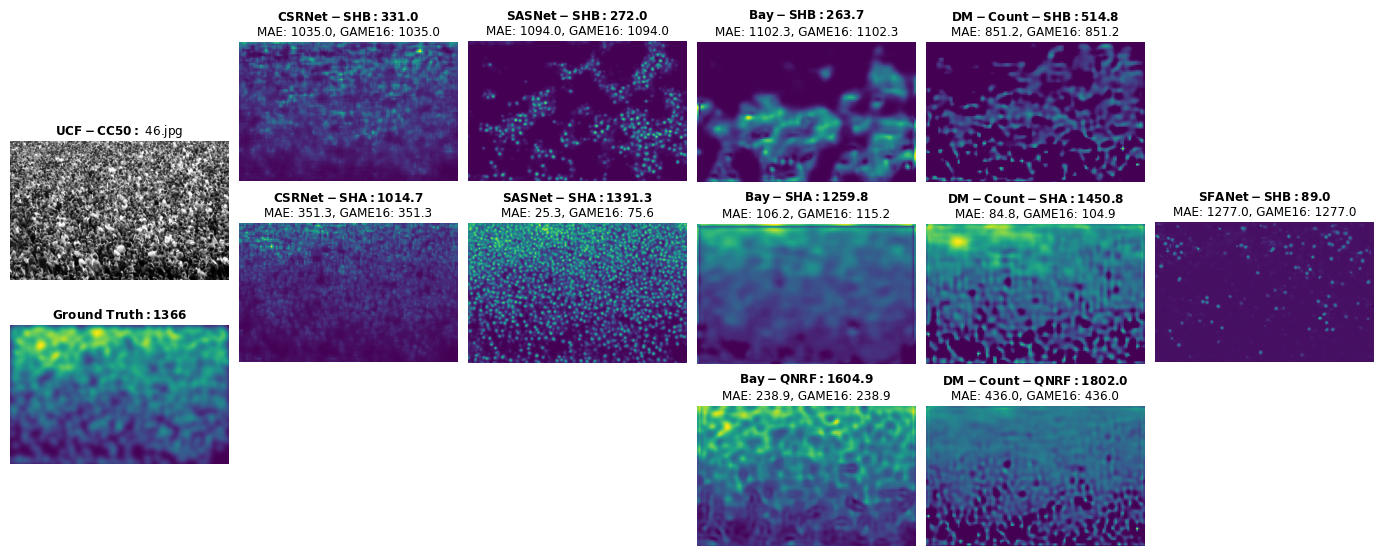 CSRNet − SHB : 331.0
MAE: 1035.0, GAME16: 1035.0
SASNet − SHB : 272.0
MAE: 1094.0, GAME16: 1094.0
Bay − SHB : 263.7
MAE: 1102.3, GAME16: 1102.3
DM − Count − SHB : 514.8
MAE: 851.2, GAME16: 851.2
UCF − CC50 : 46.jpg
CSRNet − SHA : 1014.7
MAE: 351.3, GAME16: 351.3
SASNet − SHA : 1391.3
MAE: 25.3, GAME16: 75.6
Bay − SHA : 1259.8
MAE: 106.2, GAME16: 115.2
DM − Count − SHA : 1450.8
MAE: 84.8, GAME16: 104.9
SFANet − SHB : 89.0
MAE: 1277.0, GAME16: 1277.0
Ground Truth : 1366
Bay − QNRF : 1604.9
MAE: 238.9, GAME16: 238.9
DM − Count − QNRF : 1802.0
MAE: 436.0, GAME16: 436.0